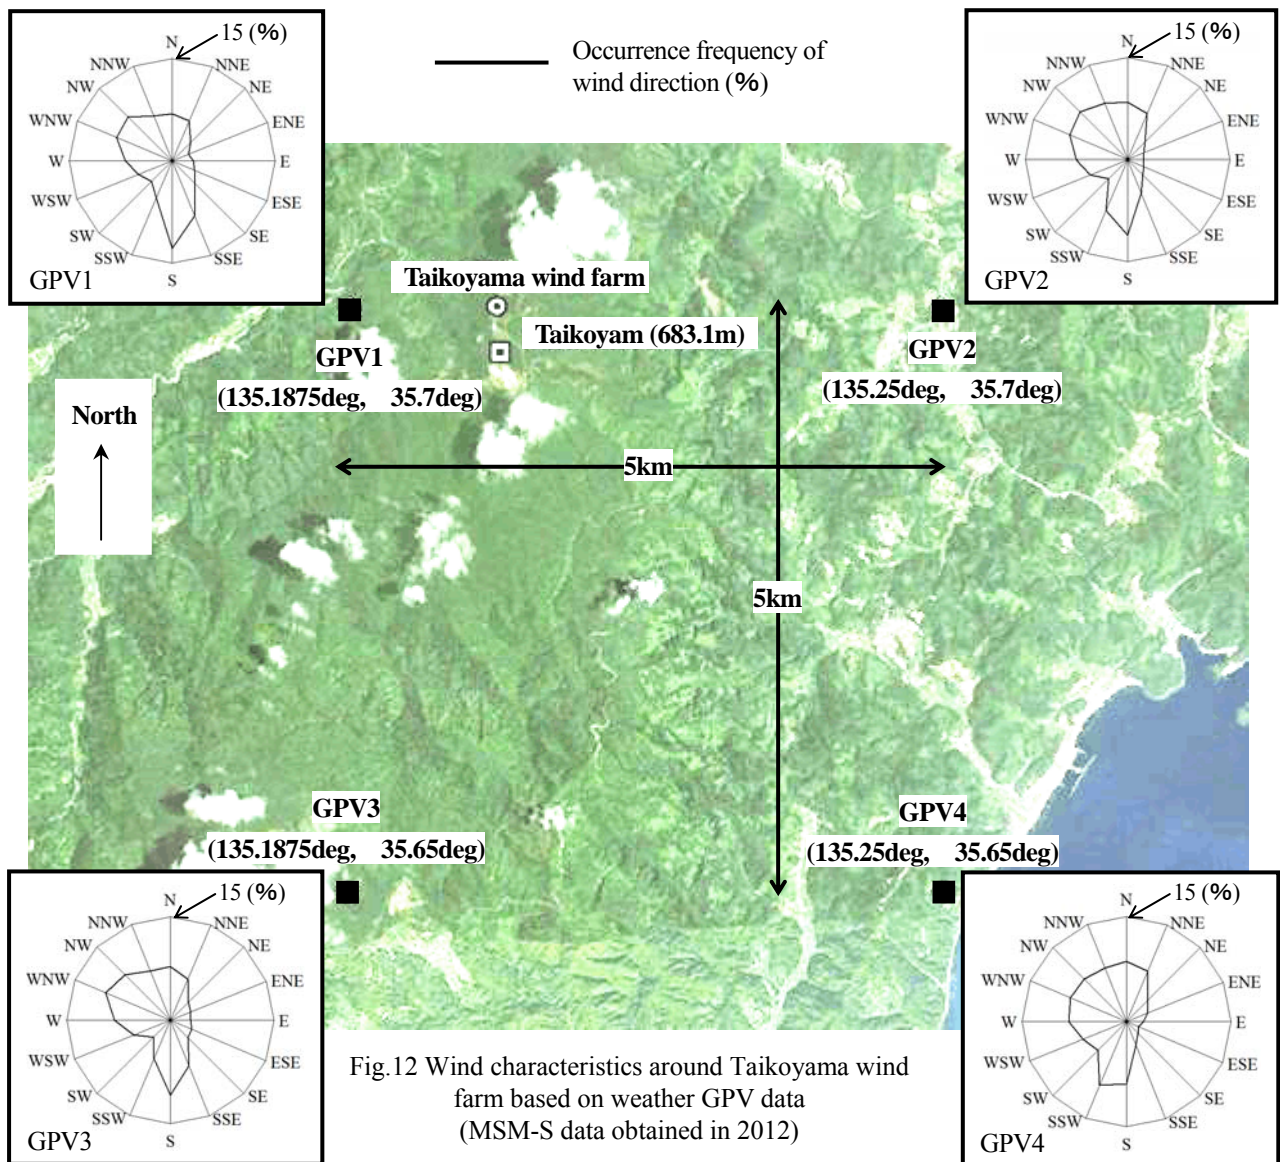 15 (%)
N
NNE
NE
ENE
E
ESE
SE
SSE
S
SSW
SW
WSW
W
WNW
NW
NNW
GPV1
Occurrence frequency of
wind direction (%)
15 (%)
N
NNE
NE
ENE
E
ESE
SE
SSE
S
SSW
SW
WSW
W
WNW
NW
NNW
GPV2
Taikoyama wind farm
Taikoyam (683.1m)
GPV1
(135.1875deg, 35.7deg)
GPV2
(135.25deg, 35.7deg)
North
5km
5km
GPV3
(135.1875deg, 35.65deg)
GPV4
(135.25deg, 35.65deg)
15 (%)
N
NNE
NE
ENE
E
ESE
SE
SSE
S
SSW
SW
WSW
W
WNW
NW
NNW
GPV3
15 (%)
N
NNE
NE
ENE
E
ESE
SE
SSE
S
SSW
SW
WSW
W
WNW
NW
NNW
GPV4
Fig.12 Wind characteristics around Taikoyama wind
farm based on weather GPV data
(MSM-S data obtained in 2012)